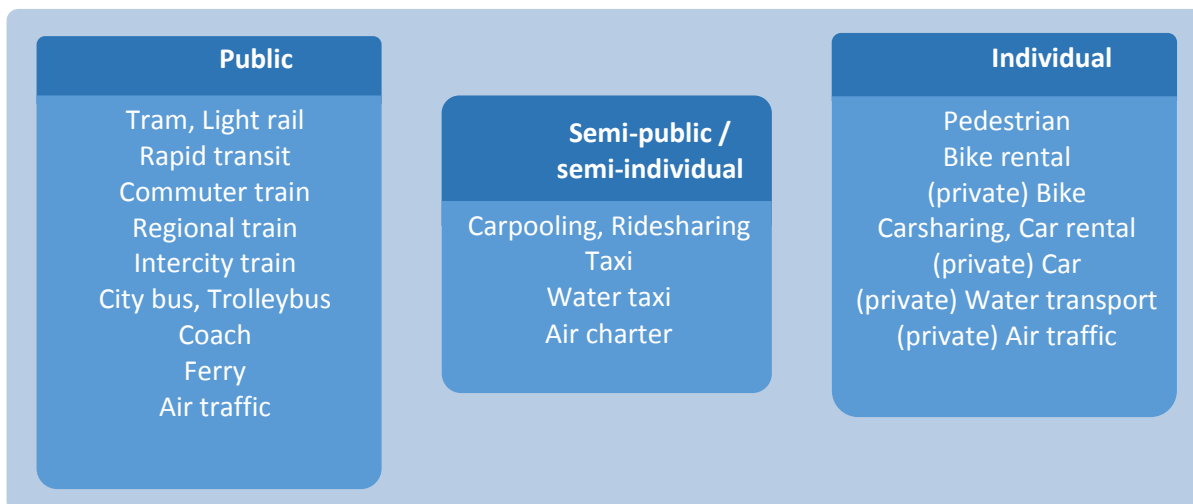 Public
Tram, Light rail
Rapid transit
Commuter train
Regional train
Intercity train
City bus, Trolleybus
Coach
Ferry
Air traffic
Semi-public /
semi-individual
Carpooling, Ridesharing
Taxi
Water taxi
Air charter
Individual
Pedestrian
Bike rental
(private) Bike
Carsharing, Car rental
(private) Car
(private) Water transport
(private) Air traffic